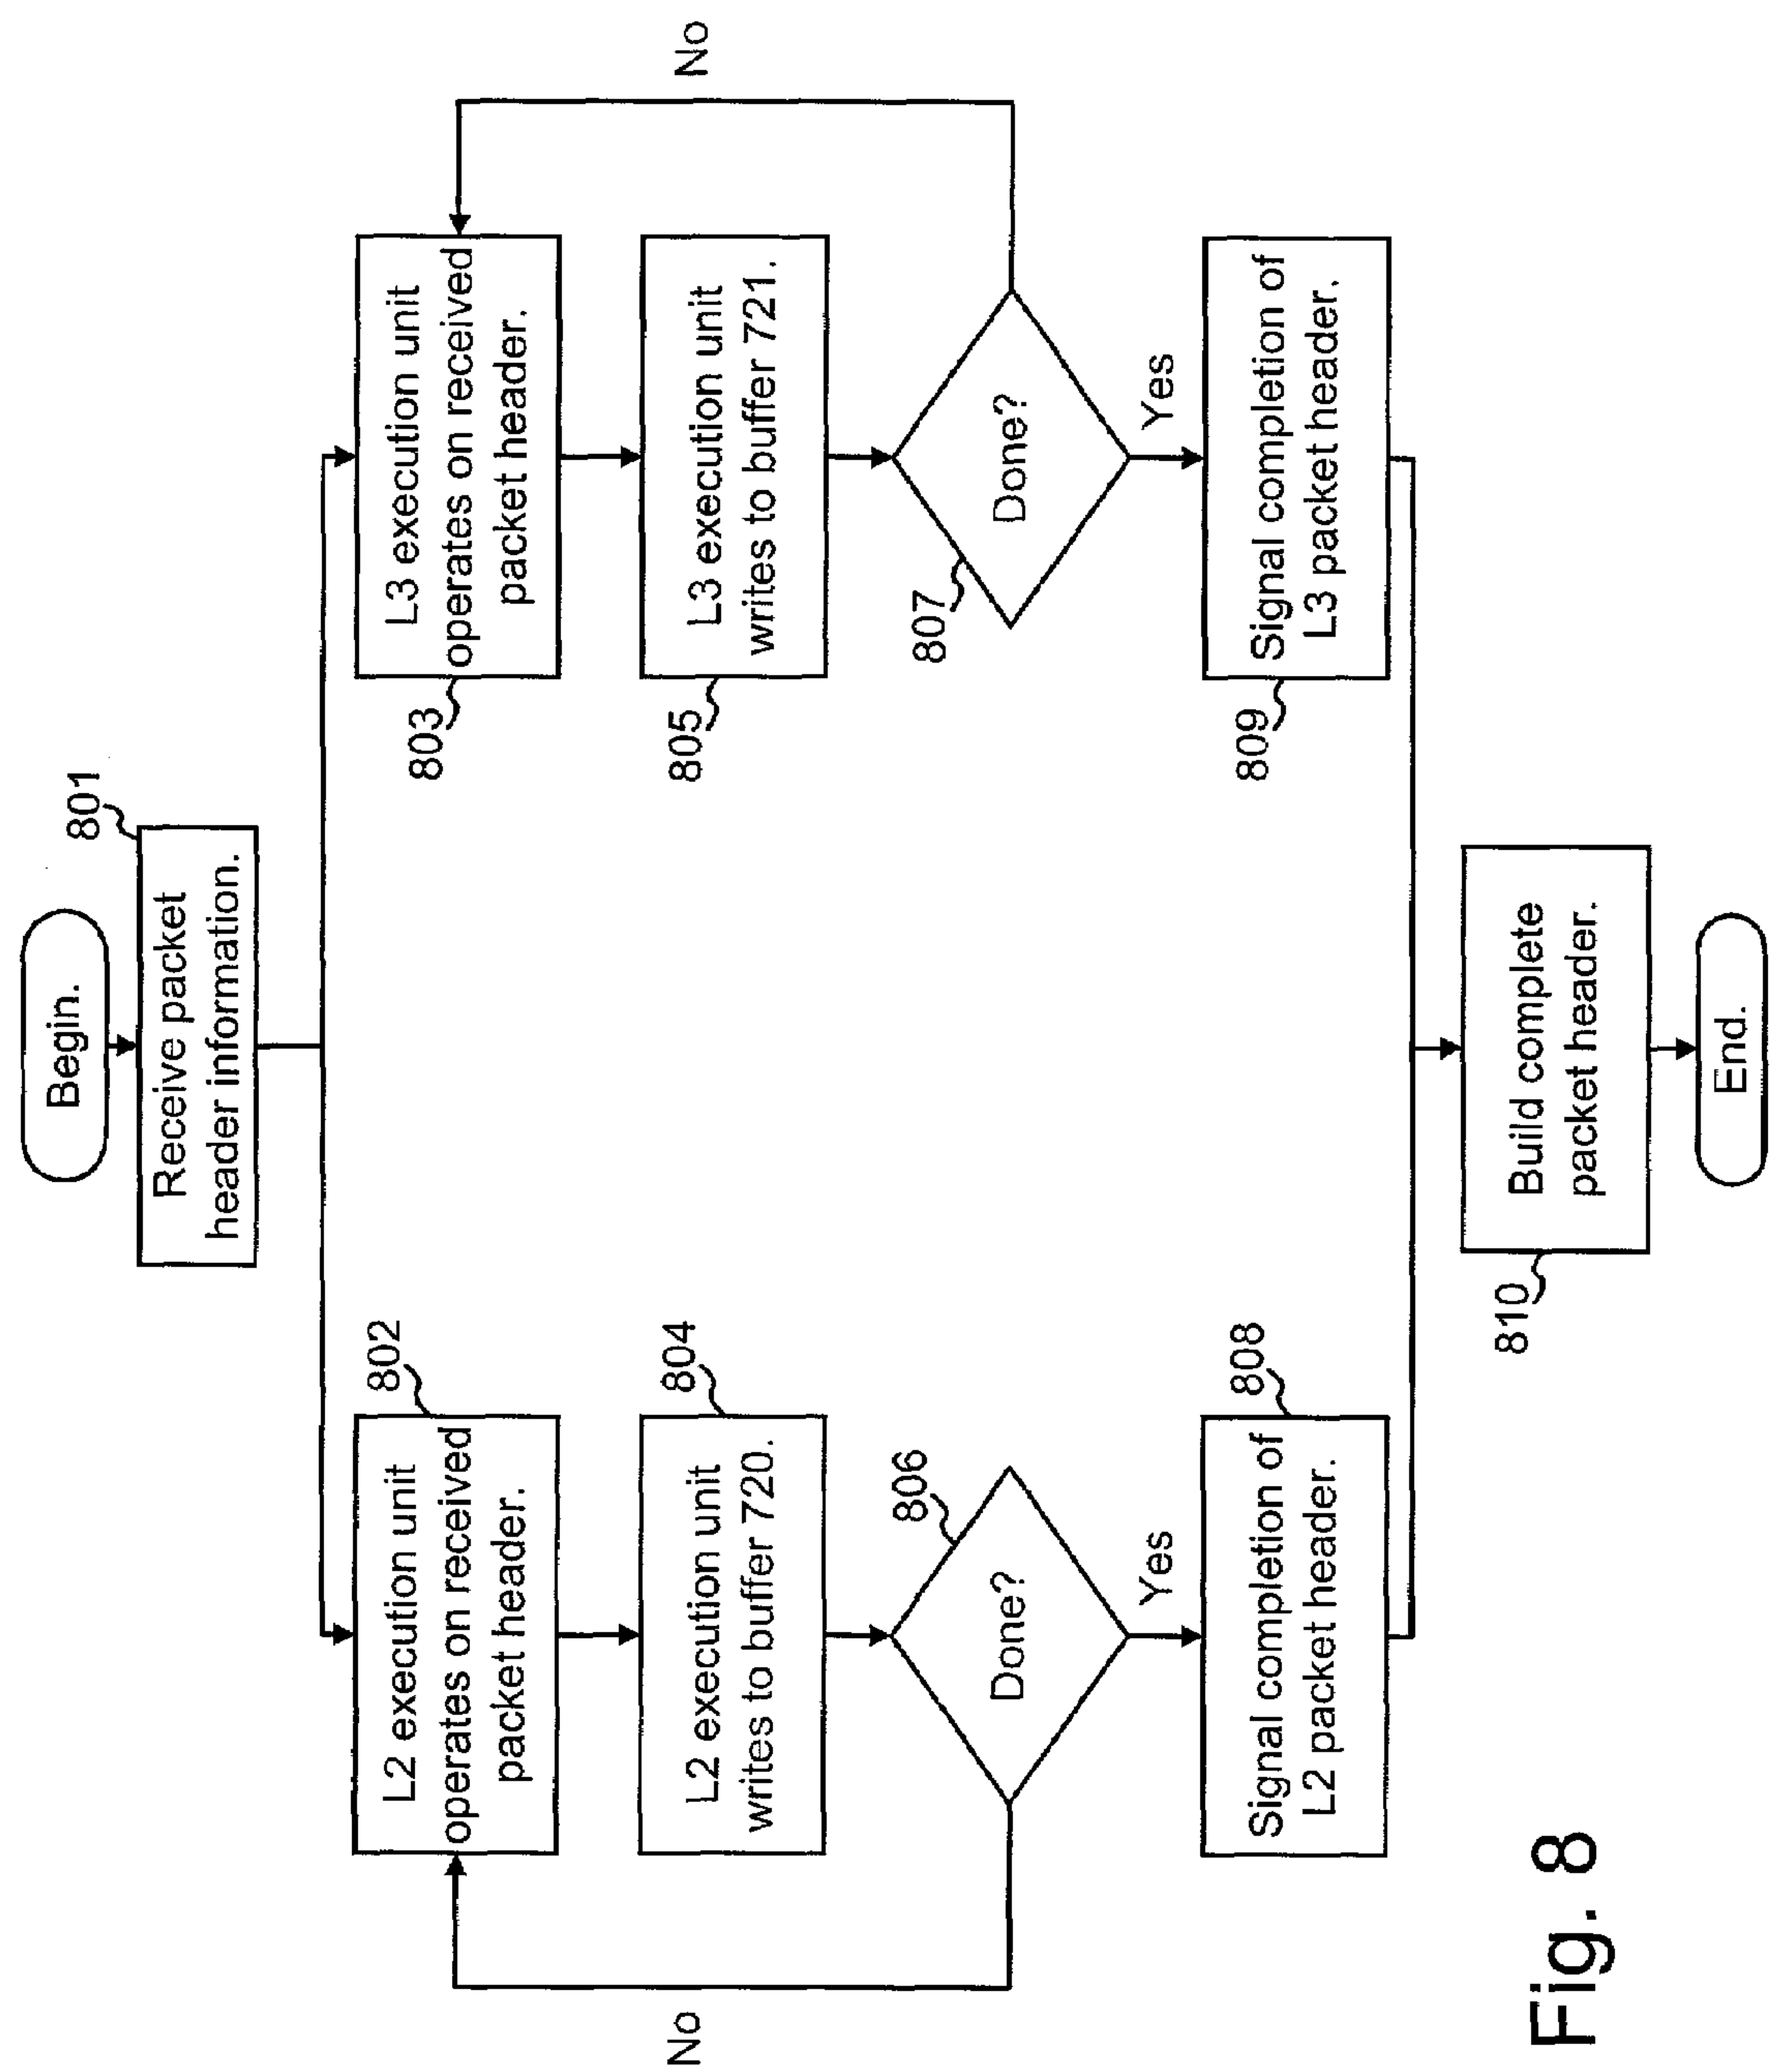 Begin.
801
Receive packet
header information.
802
L2 execution unit
operates on received
packet header.
804
L2 execution unit
writes to buffer 720.
806
Done?
No
Yes
808
Signal completion of
L2 packet header.
803
L3 execution unit
operates on received
packet header.
805
L3 execution unit
writes to buffer 721.
807
Done?
No
Yes
809
Signal completion of
L3 packet header.
810
Build complete
packet header.
End.
Fig. 8